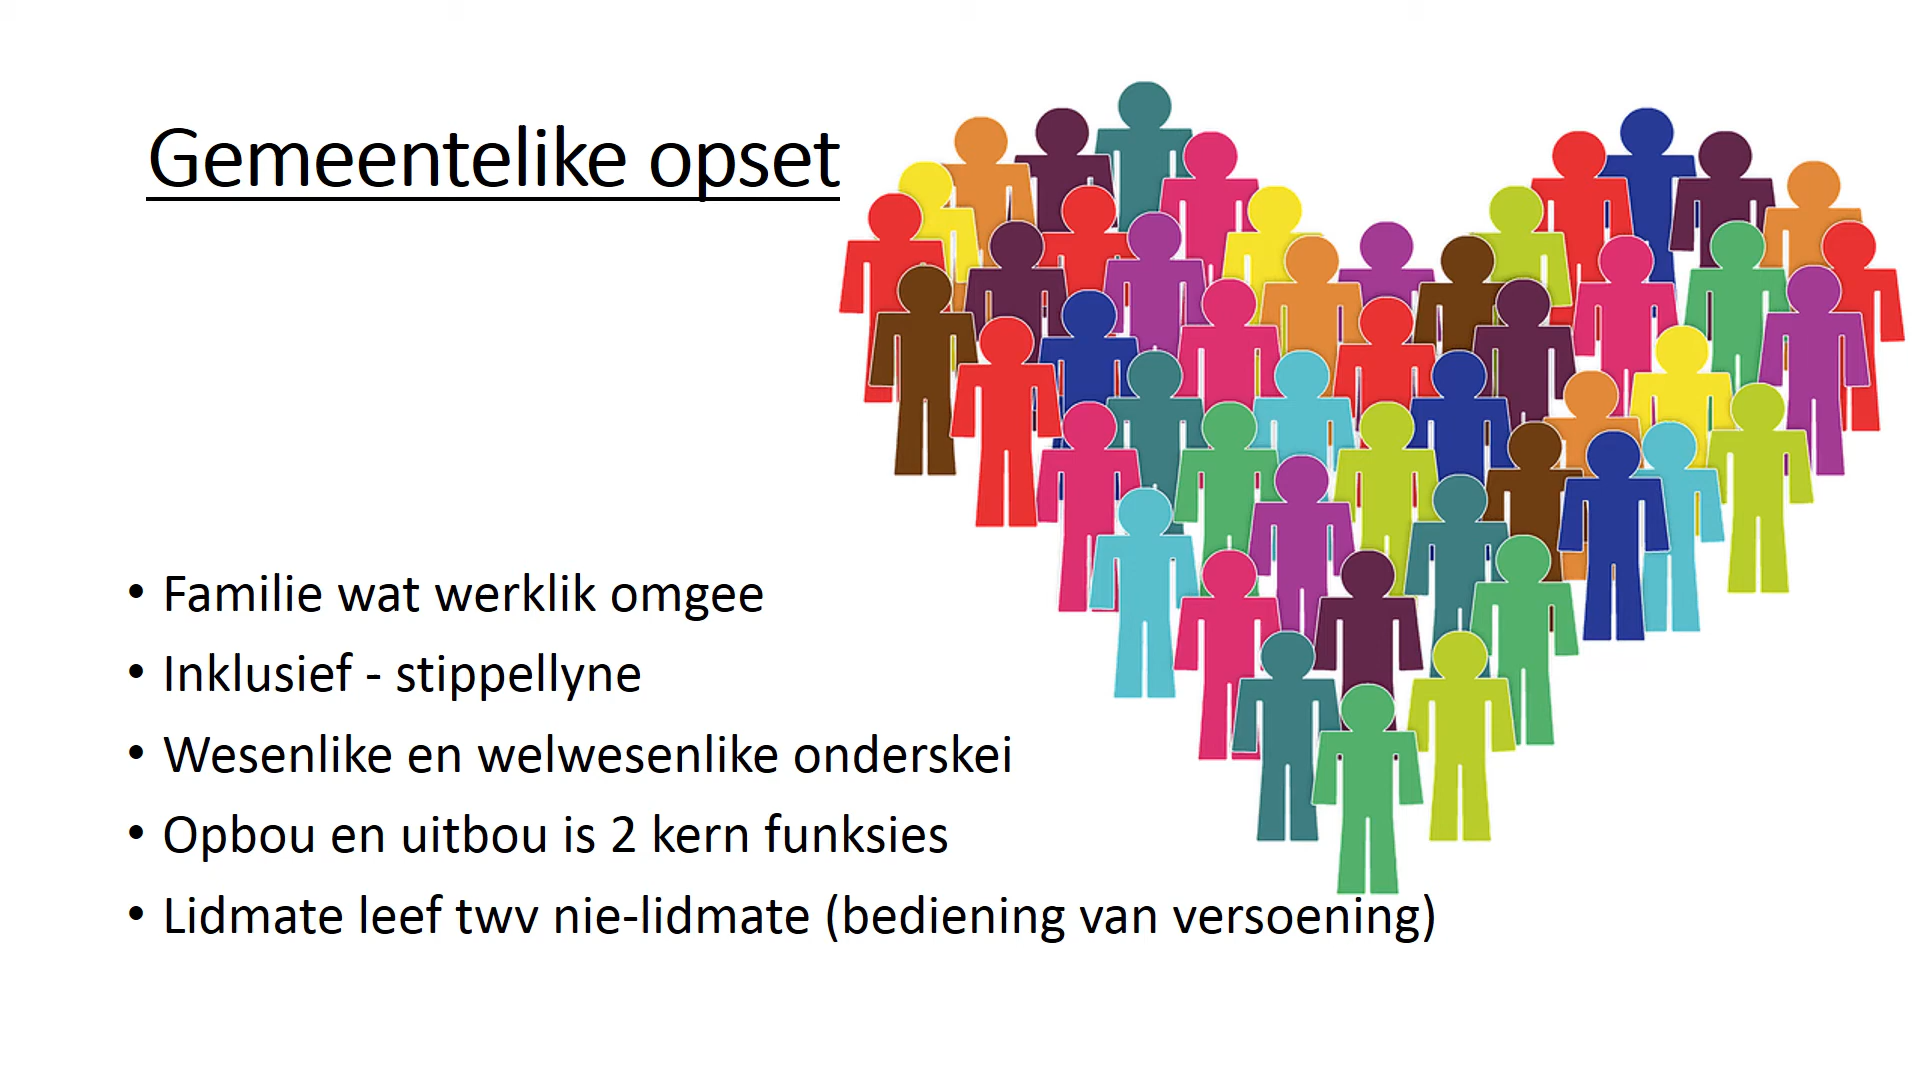 Gemeentelike opset
• Familie wat werklik omgee
• Inklusief - stippellyne
• Wesenlike en welwesenlike onderskei
• Opbou en uitbou is 2 kern funksies
• Lidmate leef twv nie-lidmate (bediening van versoening)